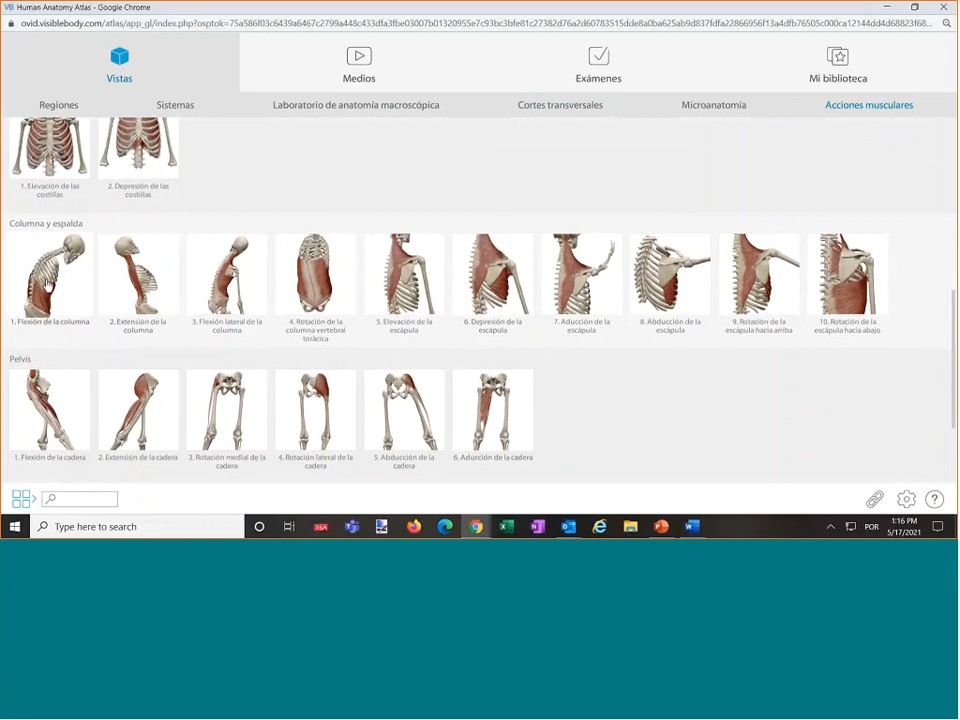 Human Anatomy Atlas - Google Chrome
Vistas
Medios
Exámenes
Mi biblioteca
Regiones
Sistemas
Laboratorio de anatomía macroscópica
Cortes transversales
Microanatomía
Acciones musculares
1. Elevación de las
costillas
2. Depresión de las
costillas
Columna y espalda
1. Flexión de la columna
2. Extensión de la
columna
3. Flexión lateral de la
columna
4. Rotación de la
columna vertebral
torácica
5. Elevación de la
escápula
6. Depresión de la
escápula
7. Aducción de la
escápula
8. Abducción de la
escápula
9. Rotación de la
escápula hacia arriba
10. Rotación de la
escápula hacia abajo
Pelvis
1. Flexión de la cadera
2. Extensión de la cadera
3. Rotación medial de la
cadera
4. Rotación lateral de la
cadera
5. Abducción de la
cadera
6. Aducción de la cadera
Type here to search
POR
1:16 PM
5/17/2021